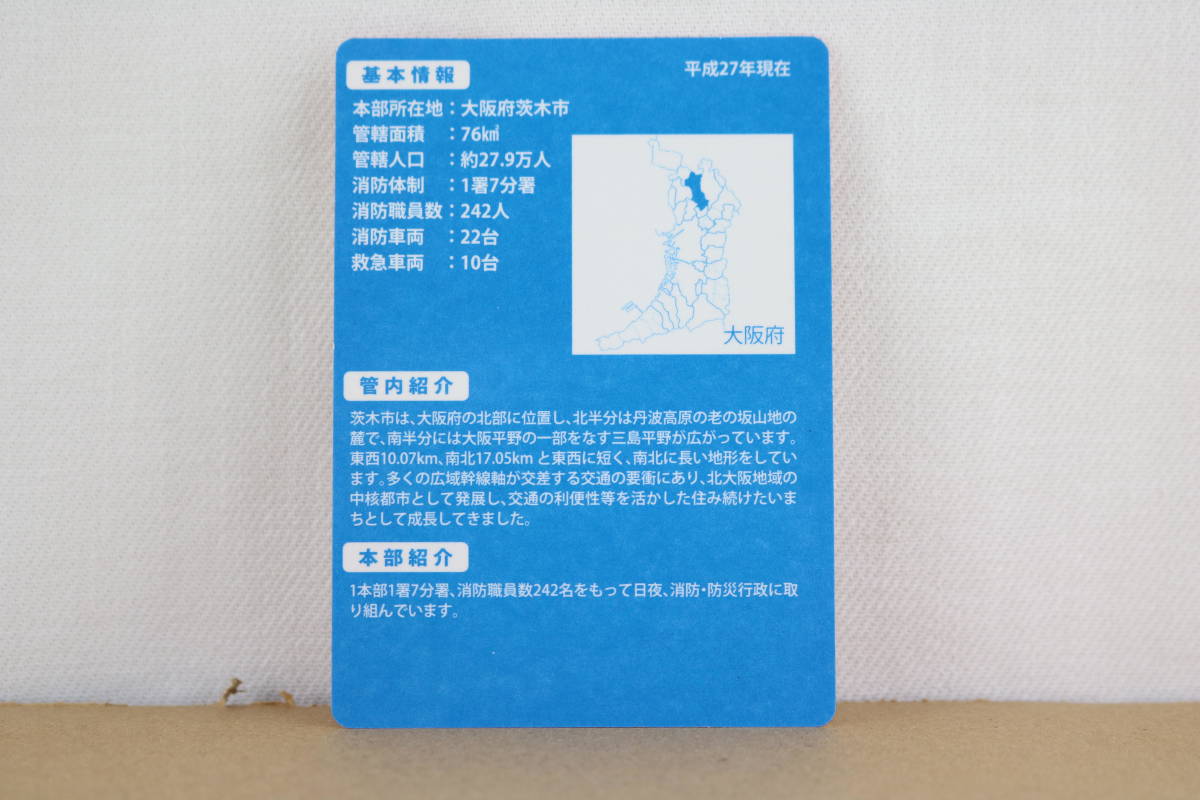 基本情報
平成27年現在
本部所在地：大阪府茨木市
管轄面積：76㎢
管轄人口：約27.9万人
消防体制：1署7分署
消防職員数：242人
消防車両：22台
救急車両：10台
大阪府
管内紹介
茨木市は、大阪府の北部に位置し、北半分は丹波高原の老の坂山地の
麓で、南半分には大阪平野の一部をなす三島平野が広がっています。
東西10.07km、南北17.05kmと東西に短く、南北に長い地形をしてい
ます。多くの広域幹線軸が交差する交通の要衝にあり、北大阪地域の
中核都市として発展し、交通の利便性等を活かした住み続けたいま
ちとして成長してきました。
本部紹介
1本部1署7分署、消防職員数242名をもって日夜、消防・防災行政に取
り組んでいます。